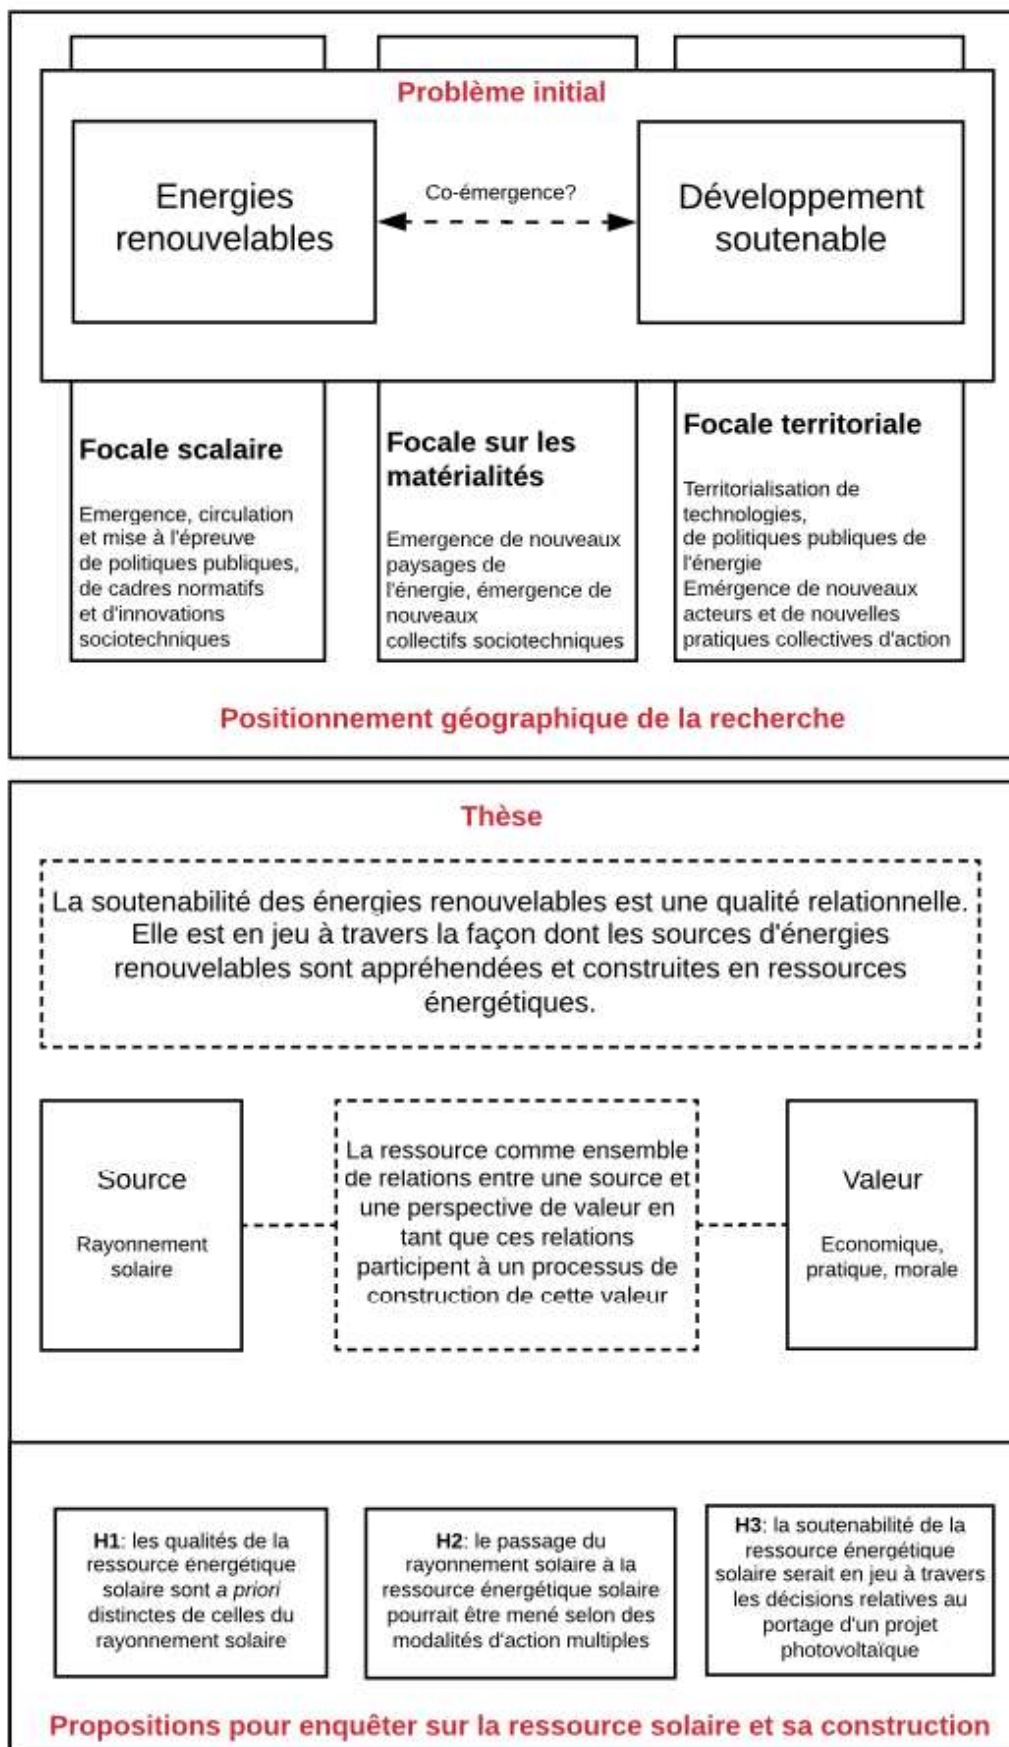 Problème initial
Energies
renouvelables
Co-émergence?
Développement
soutenable
Focale scalaire
Emergence, circulation
et mise à l'épreuve
de politiques publiques,
de cadres normatifs
et d'innovations
sociotechniques
Focale sur les
matérialités
Emergence de nouveaux
paysages de
l'énergie, émergence de
nouveaux
collectifs sociotechniques
Focale territoriale
Territorialisation de
technologies,
de politiques publiques de
l'énergie
Emérgence de nouveaux
acteurs et de nouvelles
pratiques collectives d'action
Positionnement géographique de la recherche
Thèse
La soutenabilité des énergies renouvelables est une qualité relationnelle.
Elle est en jeu à travers la façon dont les sources d'énergies
renouvelables sont appréhendées et construites en ressources
énergétiques.
Source
Rayonnement
solaire
La ressource comme ensemble
de relations entre une source et
une perspective de valeur en
tant que ces relations
participent à un processus de
construction de cette valeur
Valeur
Economique,
pratique, morale
H1: les qualités de la
ressource énergétique
solaire sont a priori
distinctes de celles du
rayonnement solaire
H2: le passage du
rayonnement solaire à la
ressource énergétique solaire
pourrait être mené selon des
modalités d'action multiples
H3: la soutenabilité de la
ressource énergétique
solaire serait en jeu à travers
les décisions relatives au
portage d'un projet
photovoltaïque
Propositions pour enquêter sur la ressource solaire et sa construction